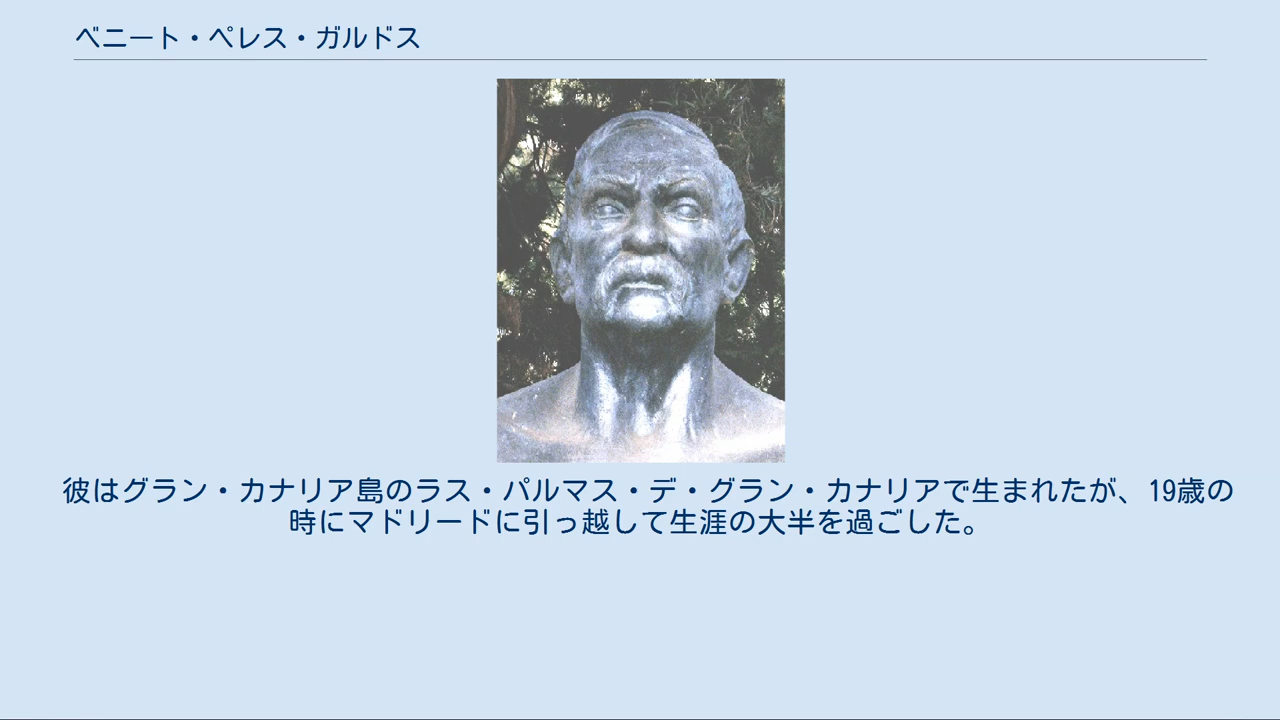 ベニート・ペレス・ガルドス
彼はグラン・カナリア島のラス・パルマス・デ・グラン・カナリアで生まれたが、19歳の
時にマドリードに引っ越して生涯の大半を過ごした。